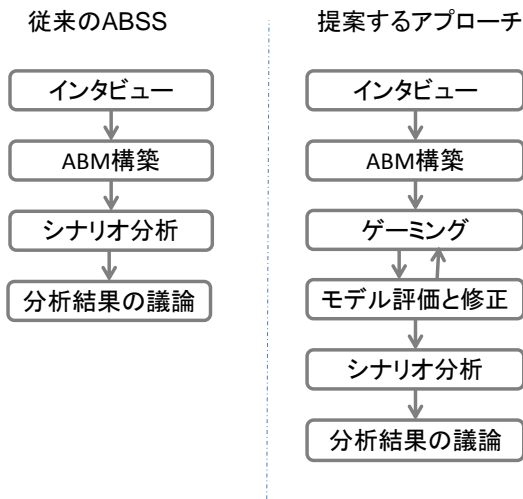 従来のABSS
インタビュー
ABM構築
シナリオ分析
分析結果の議論
提案するアプローチ
インタビュー
ABM構築
ゲーミング
モデル評価と修正
シナリオ分析
分析結果の議論